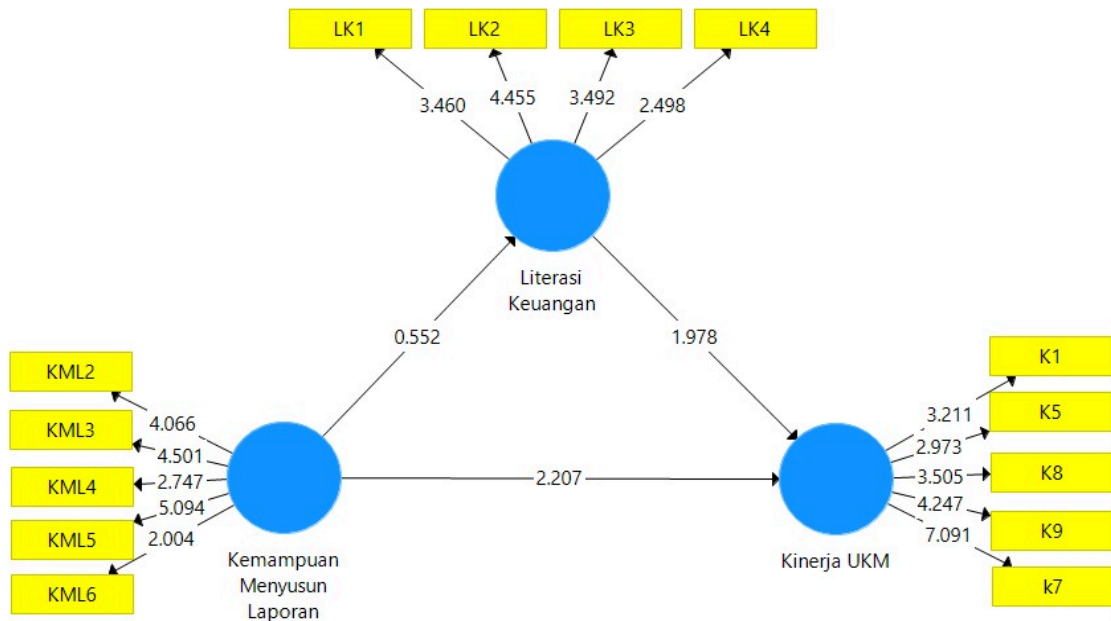 LK1
LK2
LK3
LK4
3.460
4.455
3.492
2.498
Literasi
Keuangan
0.552
1.978
KML2
KML3
KML4
KML5
KML6
4.066
4.501
2.747
5.094
2.004
Kemampuan
Menyusun
Laporan
2.207
Kinerja UKM
3.211
2.973
3.505
4.247
7.091
K1
K5
K8
K9
k7